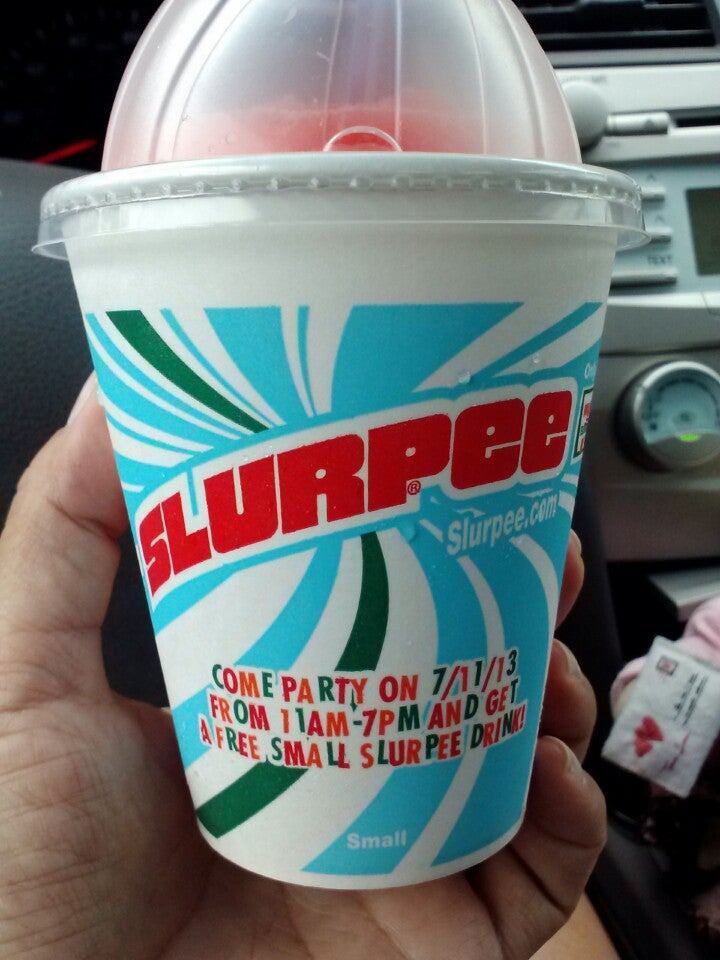 SLURPEE®
Slurpee.com
COME PARTY ON 7/11/13
FROM 11AM-7PM AND GET
A FREE SMALL SLURPEE DRINK!
Small
TEXT